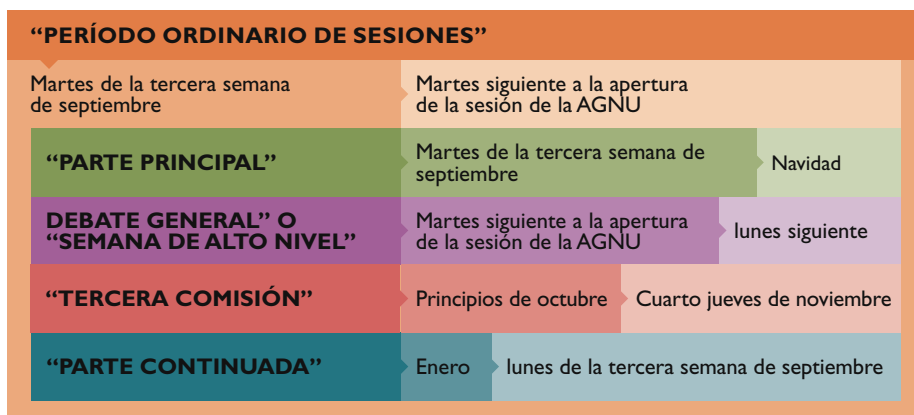 “PERÍODO ORDINARIO DE SESIONES”
Martes de la tercera semana
de septiembre
Martes siguiente a la apertura
de la sesión de la AGNU
“PARTE PRINCIPAL”
Martes de la tercera semana de
septiembre
Navidad
DEBATE GENERAL” O
“SEMANA DE ALTO NIVEL”
Martes siguiente a la apertura
de la sesión de la AGNU
lunes siguiente
“TERCERA COMISIÓN”
Principios de octubre
Cuarto jueves de noviembre
“PARTE CONTINUADA”
Enero
lunes de la tercera semana de septiembre